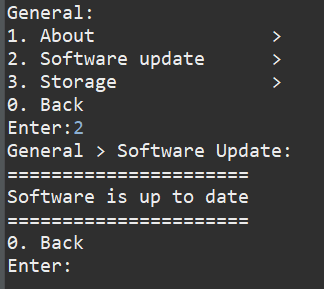 General:
1. About                      >
2. Software update      >
3. Storage                   >
0. Back
Enter:2
General > Software Update:
======================
Software is up to date
======================
0. Back
Enter: